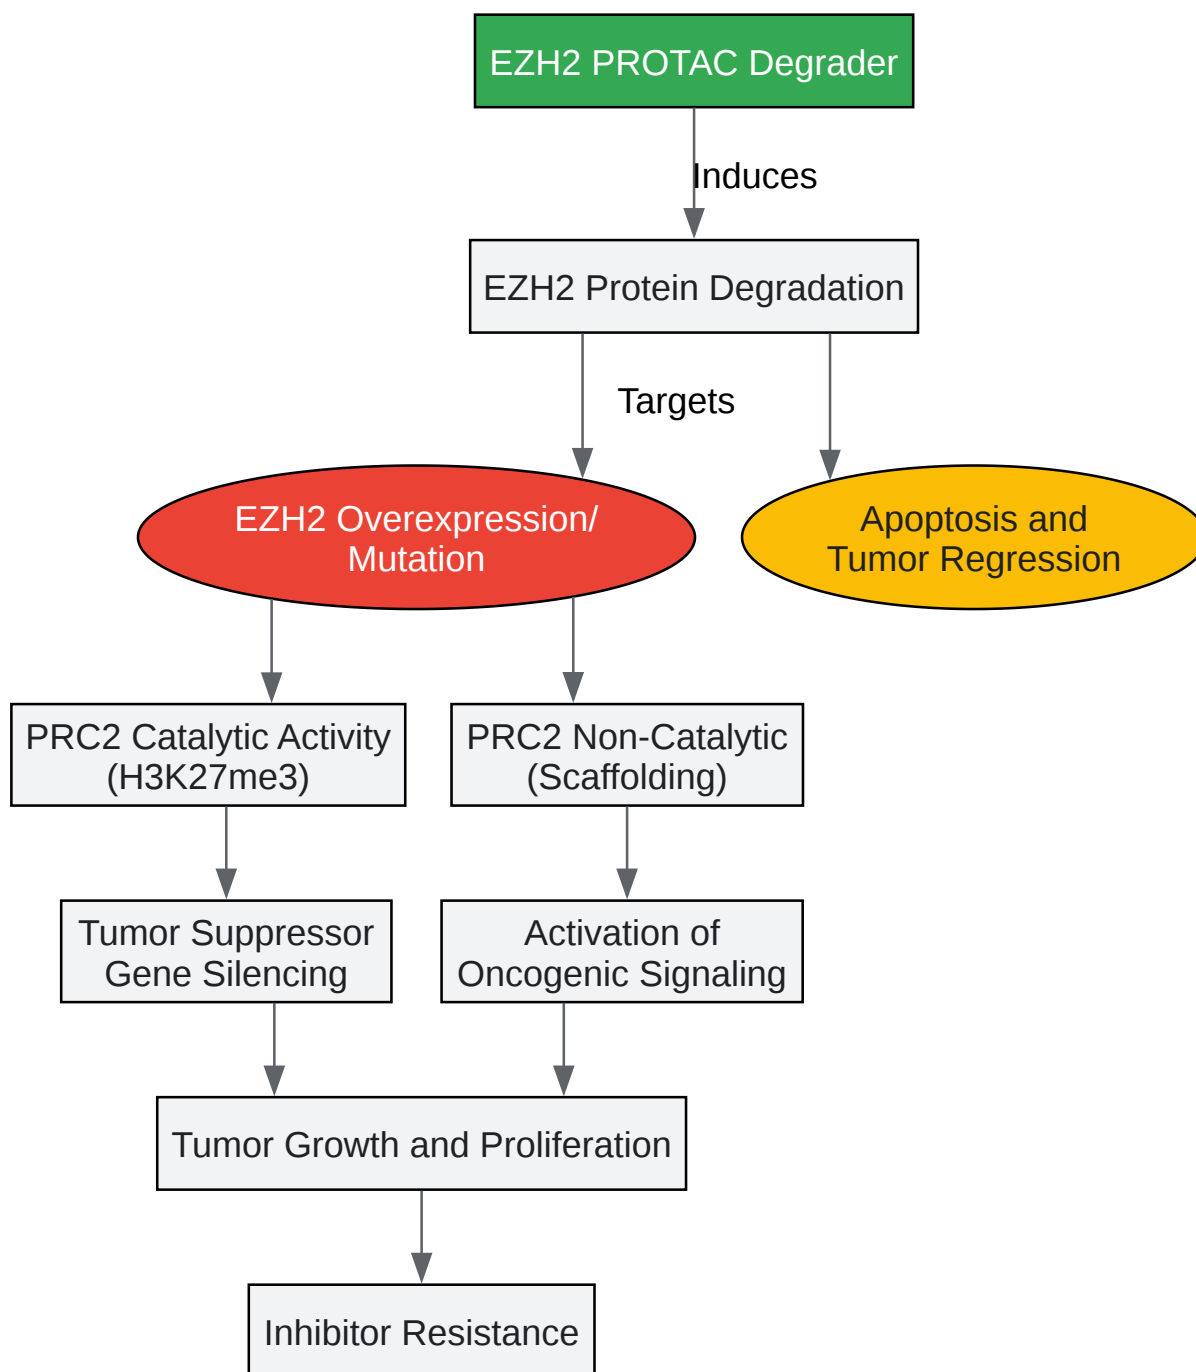 EZH2 PROTAC Degrader
Induces
EZH2 Protein Degradation
Targets
EZH2 Overexpression/
Mutation
Apoptosis and
Tumor Regression
PRC2 Catalytic Activity
(H3K27me3)
PRC2 Non-Catalytic
(Scaffolding)
Tumor Suppressor
Gene Silencing
Activation of
Oncogenic Signaling
Tumor Growth and Proliferation
Inhibitor Resistance